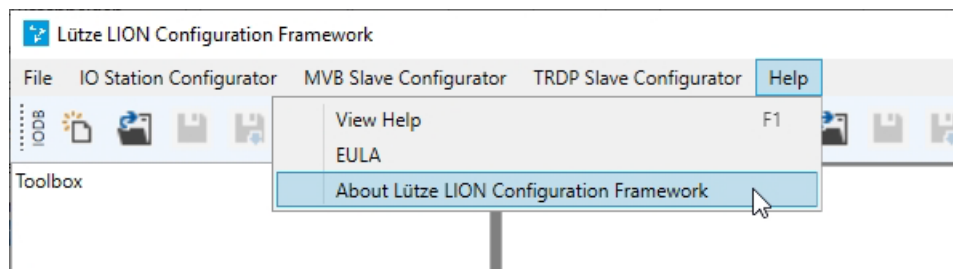 Lütze LION Configuration Framework
File IO Station Configurator MVB Slave Configurator TRDP Slave Configurator Help
IODB
View Help F1
EULA
About Lütze LION Configuration Framework
Toolbox